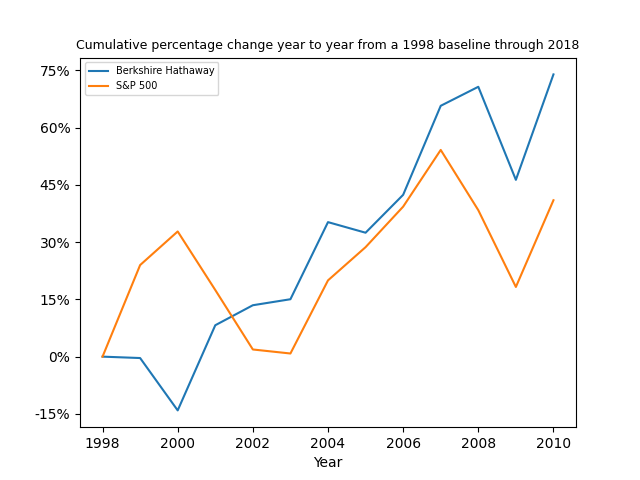 Cumulative percentage change year to year from a 1998 baseline through 2018
Berkshire Hathaway
S&P 500
75%
60%
45%
30%
15%
0%
-15%
1998 2000 2002 2004 2006 2008 2010
Year